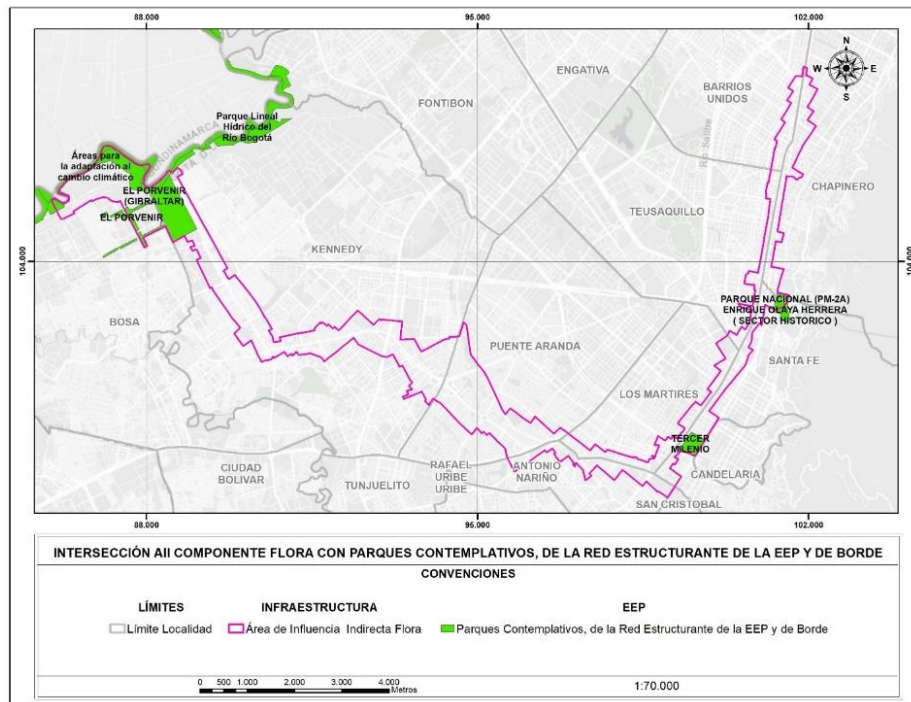 88.000
95.000
102.000
N
W
E
S
ENGATIVA
BARRIOS
UNIDOS
FONTIBON
Parque Lineal
Hídrico del
Río Bogotá
Río Salitre
Áreas para
la adaptación al
cambio climático
CHAPINERO
EL PORVENIR
(GIBRALTAR)
EL PORVENIR
TEUSAQUILLO
KENNEDY
104.000
104.000
PARQUE NACIONAL (PM-2A)
ENRIQUE OLAYA HERRERA
( SECTOR HISTORICO )
BOSA
PUENTE ARANDA
SANTA FE
LOS MARTIRES
TERCER
MILENIO
CANDELARIA
CIUDAD
BOLIVAR
TUNJUELITO
RAFAEL
URIBE
URIBE
ANTONIO
NARIÑO
SAN CRISTOBAL
88.000
95.000
102.000
INTERSECCIÓN AII COMPONENTE FLORA CON PARQUES CONTEMPLATIVOS, DE LA RED ESTRUCTURANTE DE LA EEP Y DE BORDE
CONVENCIONES
LÍMITES
INFRAESTRUCTURA
EEP
Límite Localidad
Área de Influencia Indirecta Flora
Parques Contemplativos, de la Red Estructurante de la EEP y de Borde
0 500 1.000 2.000 3.000 4.000
Metros
1:70.000